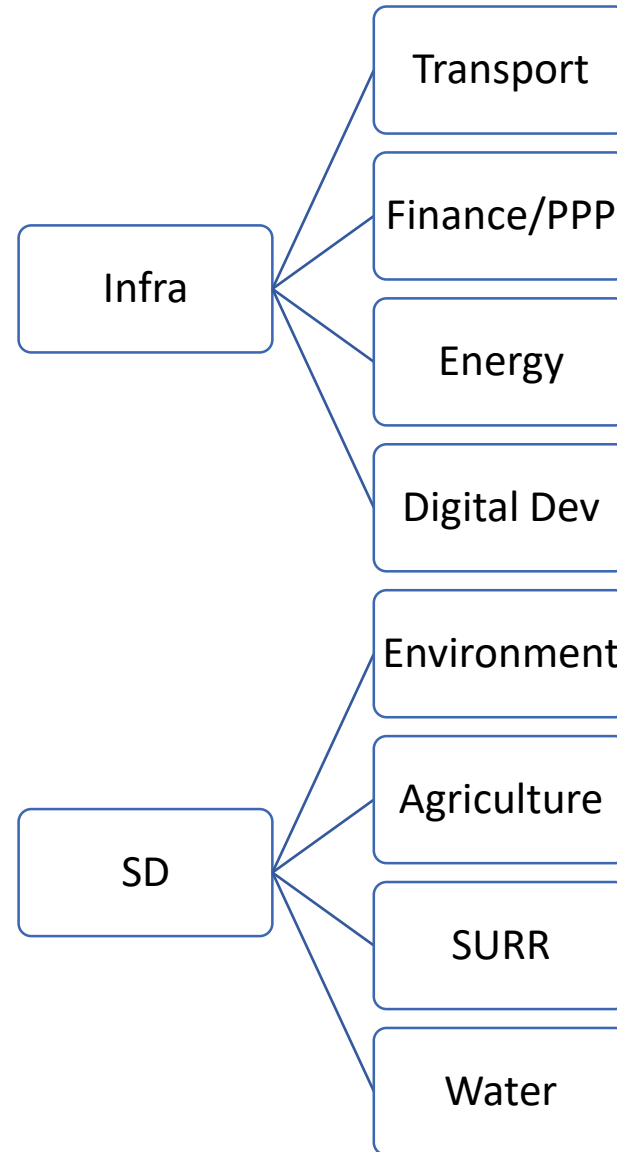 Infra
Transport
Finance/PPP
Energy
Digital Dev
SD
Environment
Agriculture
SURR
Water